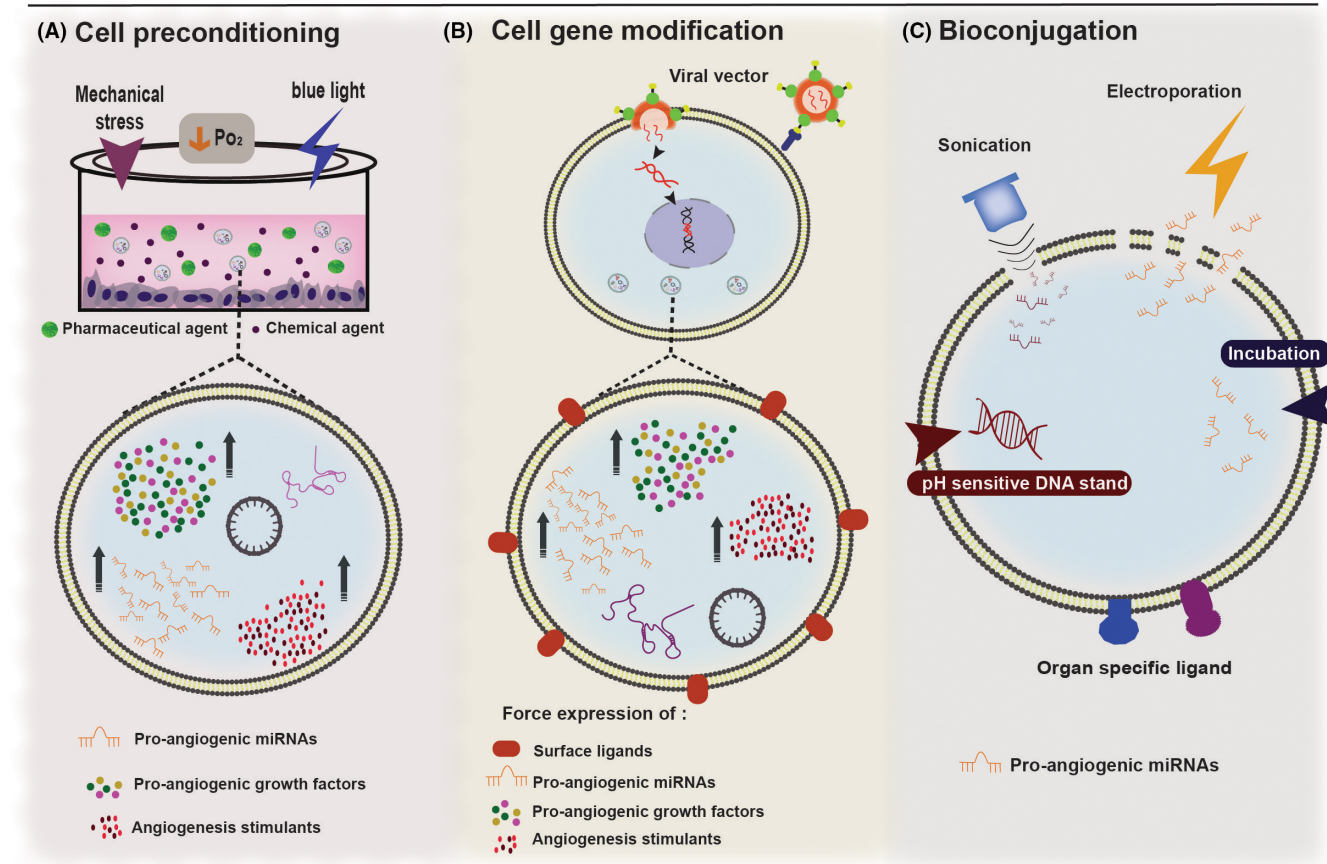 (A) Cell preconditioning
Mechanical
stress
Po2
blue light
Pharmaceutical agent
Chemical agent
Pro-angiogenic miRNAs
Pro-angiogenic growth factors
Angiogenesis stimulants
(B) Cell gene modification
Viral vector
Force expression of :
Surface ligands
Pro-angiogenic miRNAs
Pro-angiogenic growth factors
Angiogenesis stimulants
(C) Bioconjugation
Electroporation
Sonication
Incubation
pH sensitive DNA stand
Organ specific ligand
Pro-angiogenic miRNAs